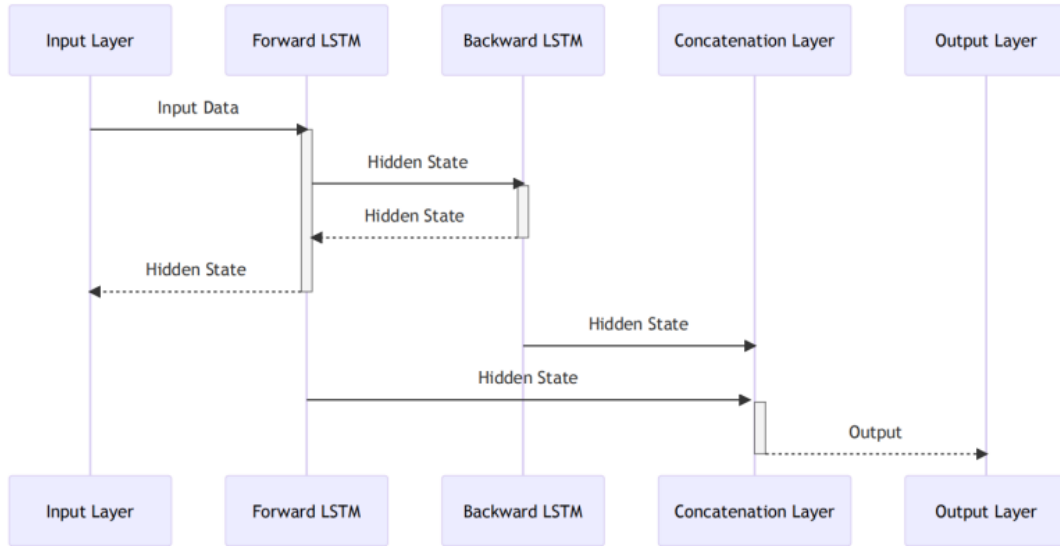 Input Layer
Forward LSTM
Backward LSTM
Concatenation Layer
Output Layer
Input Data
Hidden State
Hidden State
Hidden State
Hidden State
Hidden State
Output
Input Layer
Forward LSTM
Backward LSTM
Concatenation Layer
Output Layer